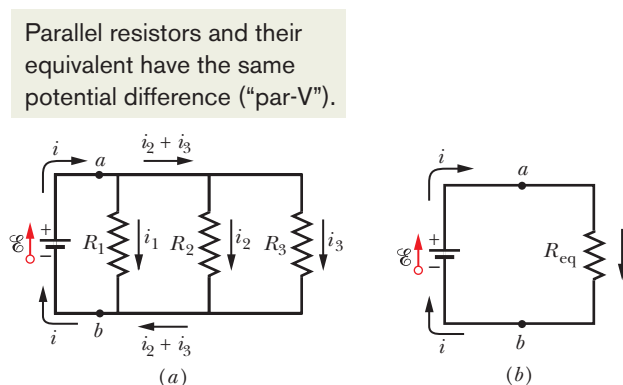 Parallel resistors and their
equivalent have the same
potential difference (“par-V”).
i a i₂ + i₃
ℰ + − R₁ i₁ R₂ i₂ R₃ i₃
i b i₂ + i₃
(a)
i a
ℰ + − R_eq
i b
(b)